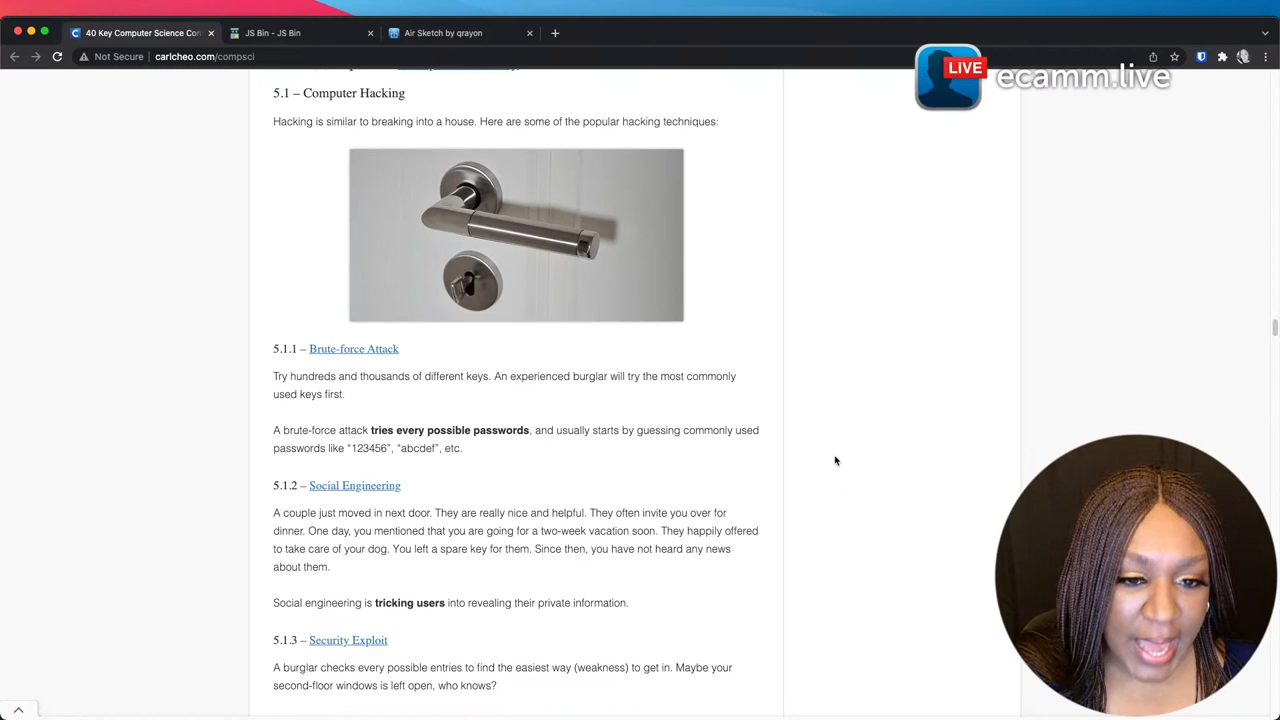 40 Key Computer Science Con
JS Bin - JS Bin
Air Sketch by qrayon
Not Secure
carlcheo.com/compsci
LIVE
ecamm.live
5.1 – Computer Hacking
Hacking is similar to breaking into a house. Here are some of the popular hacking techniques:
5.1.1 – Brute-force Attack
Try hundreds and thousands of different keys. An experienced burglar will try the most commonly
used keys first.
A brute-force attack tries every possible passwords, and usually starts by guessing commonly used
passwords like “123456”, “abcdef”, etc.
5.1.2 – Social Engineering
A couple just moved in next door. They are really nice and helpful. They often invite you over for
dinner. One day, you mentioned that you are going for a two-week vacation soon. They happily offered
to take care of your dog. You left a spare key for them. Since then, you have not heard any news
about them.
Social engineering is tricking users into revealing their private information.
5.1.3 – Security Exploit
A burglar checks every possible entries to find the easiest way (weakness) to get in. Maybe your
second-floor windows is left open, who knows?